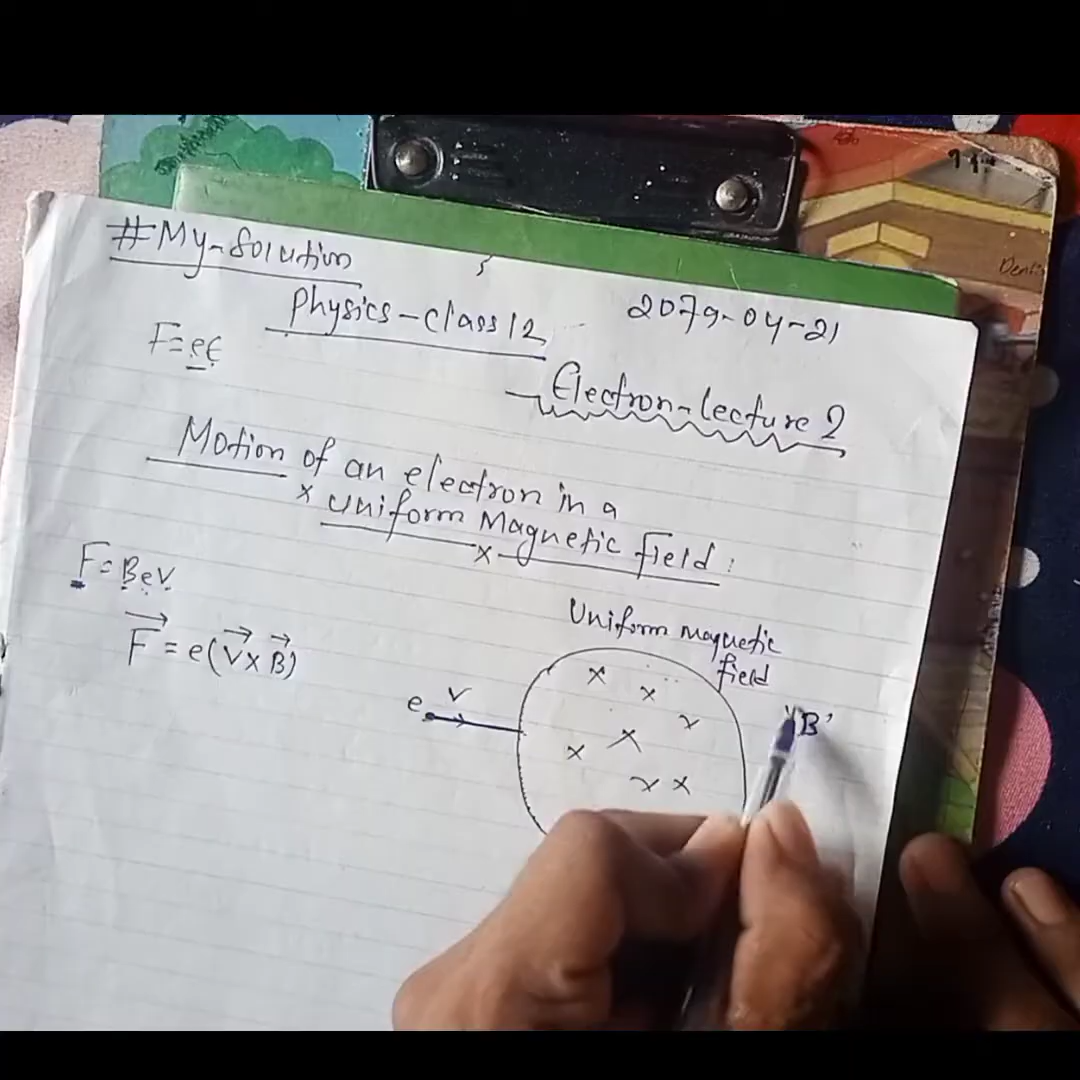 #My-Solution
Physics-class 12
2079-04-21
F=eE
Electron-lecture 2
Motion of an electron in a
x Uniform Magnetic field:
x
F=BeV
F = e(V x B)
Uniform magnetic
field
'B'
e V
x x
x x x
x x